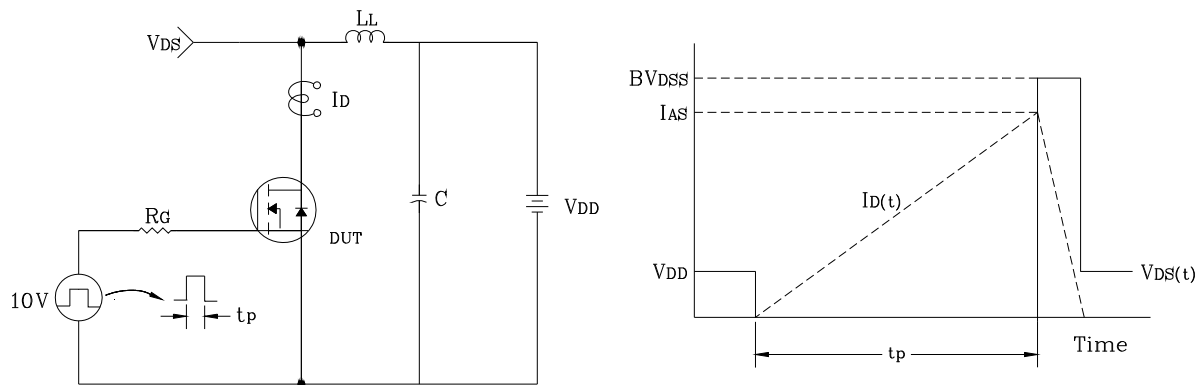 VDS
LL
ID
RG
DUT
C
VDD
10V
tp
BVDSS
IAS
ID(t)
VDD
VDS(t)
tp
Time